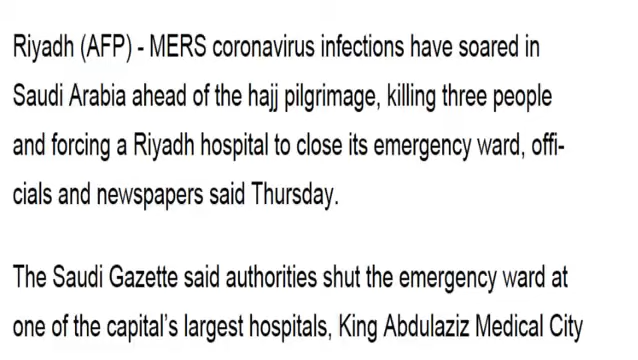 Riyadh (AFP) - MERS coronavirus infections have soared in
Saudi Arabia ahead of the hajj pilgrimage, killing three people
and forcing a Riyadh hospital to close its emergency ward, offi-
cials and newspapers said Thursday.
The Saudi Gazette said authorities shut the emergency ward at
one of the capital's largest hospitals, King Abdulaziz Medical City